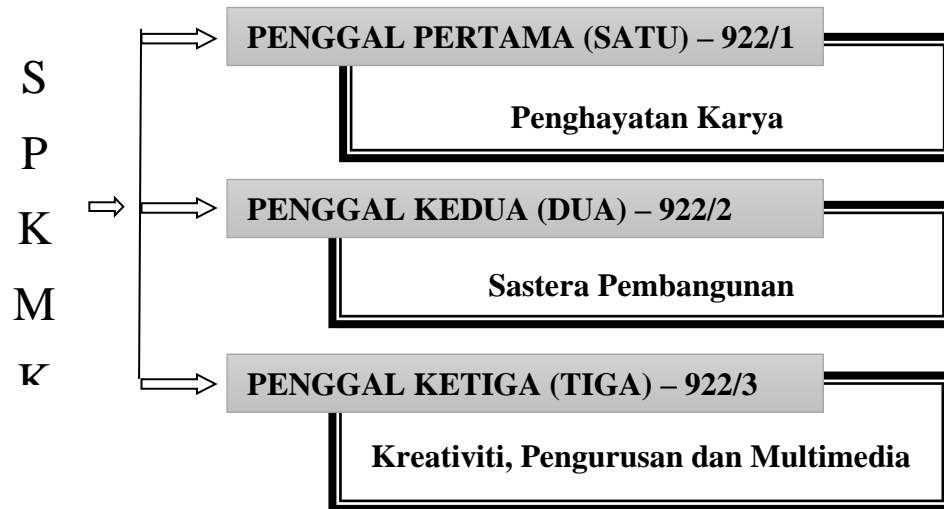 S
P
K
M
K
PENGGAL PERTAMA (SATU) – 922/1
Penghayatan Karya
PENGGAL KEDUA (DUA) – 922/2
Sastera Pembangunan
PENGGAL KETIGA (TIGA) – 922/3
Kreativiti, Pengurusan dan Multimedia